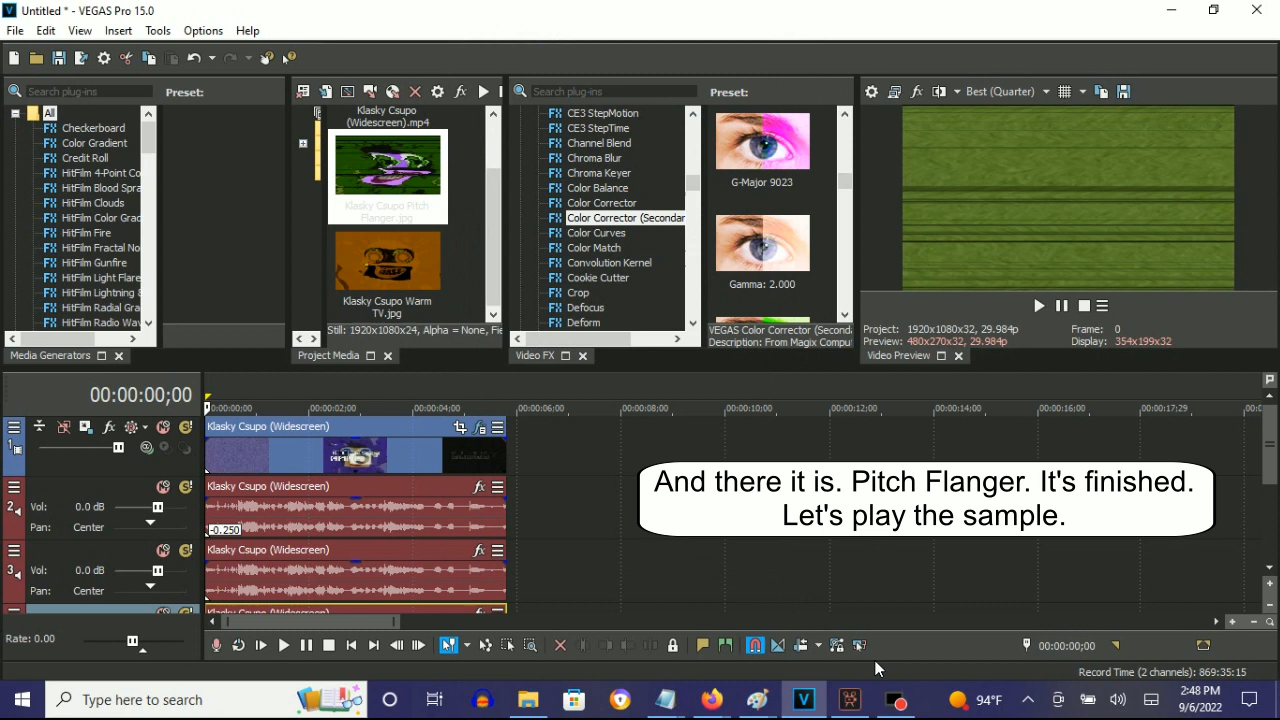 Untitled * - VEGAS Pro 15.0
File Edit View Insert Tools Options Help
Search plug-ins
Preset:
All
Checkerboard
Color Gradient
Credit Roll
HitFilm 4-Point Co
HitFilm Blood Spra
HitFilm Clouds
HitFilm Color Grad
HitFilm Fire
HitFilm Fractal No
HitFilm Gunfire
HitFilm Light Flare
HitFilm Lightning &
HitFilm Radial Gra
HitFilm Radio Wav
Media Generators
Klasky Csupo
(Widescreen).mp4
Klasky Csupo Pitch
Flanger.jpg
Klasky Csupo Warm
TV.jpg
Still: 1920x1080x24, Alpha = None, Fie
Project Media
Search plug-ins
Preset:
CE3 StepMotion
CE3 StepTime
Channel Blend
Chroma Blur
Chroma Keyer
Color Balance
Color Corrector
Color Corrector (Secondar
Color Curves
Color Match
Convolution Kernel
Cookie Cutter
Crop
Defocus
Deform
G-Major 9023
Gamma: 2.000
VEGAS Color Corrector (Second
Description: From Magix Comput
Video FX
Best (Quarter)
Project: 1920x1080x32, 29.984p
Preview: 480x270x32, 29.984p
Frame: 0
Display: 354x199x32
Video Preview
00:00:00;00
00:00:00;00 00:00:02;00 00:00:04;00 00:00:06;00 00:00:08;00 00:00:10;00 00:00:12;00 00:00:14;00 00:00:16;00 00:00:17;29
1
Klasky Csupo (Widescreen)
2
Vol: 0.0 dB
Pan: Center
Klasky Csupo (Widescreen)
-0.250
3
Vol: 0.0 dB
Pan: Center
Klasky Csupo (Widescreen)
Klasky Csupo (Widescreen)
And there it is. Pitch Flanger. It's finished.
Let's play the sample.
Rate: 0.00
00:00:00;00
Record Time (2 channels): 869:35:15
Type here to search
94°F
2:48 PM
9/6/2022